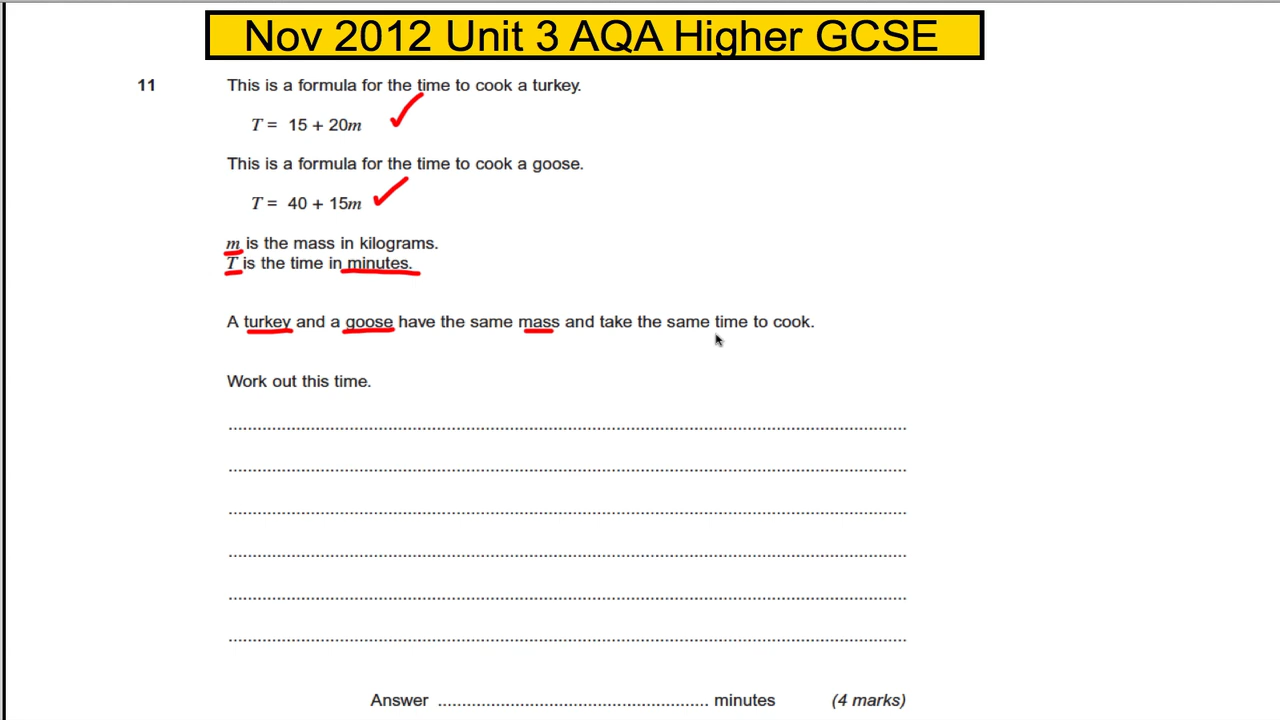 Nov 2012 Unit 3 AQA Higher GCSE
11 This is a formula for the time to cook a turkey.
T = 15 + 20m
This is a formula for the time to cook a goose.
T = 40 + 15m
m is the mass in kilograms.
T is the time in minutes.
A turkey and a goose have the same mass and take the same time to cook.
Work out this time.
Answer ........................................................ minutes (4 marks)